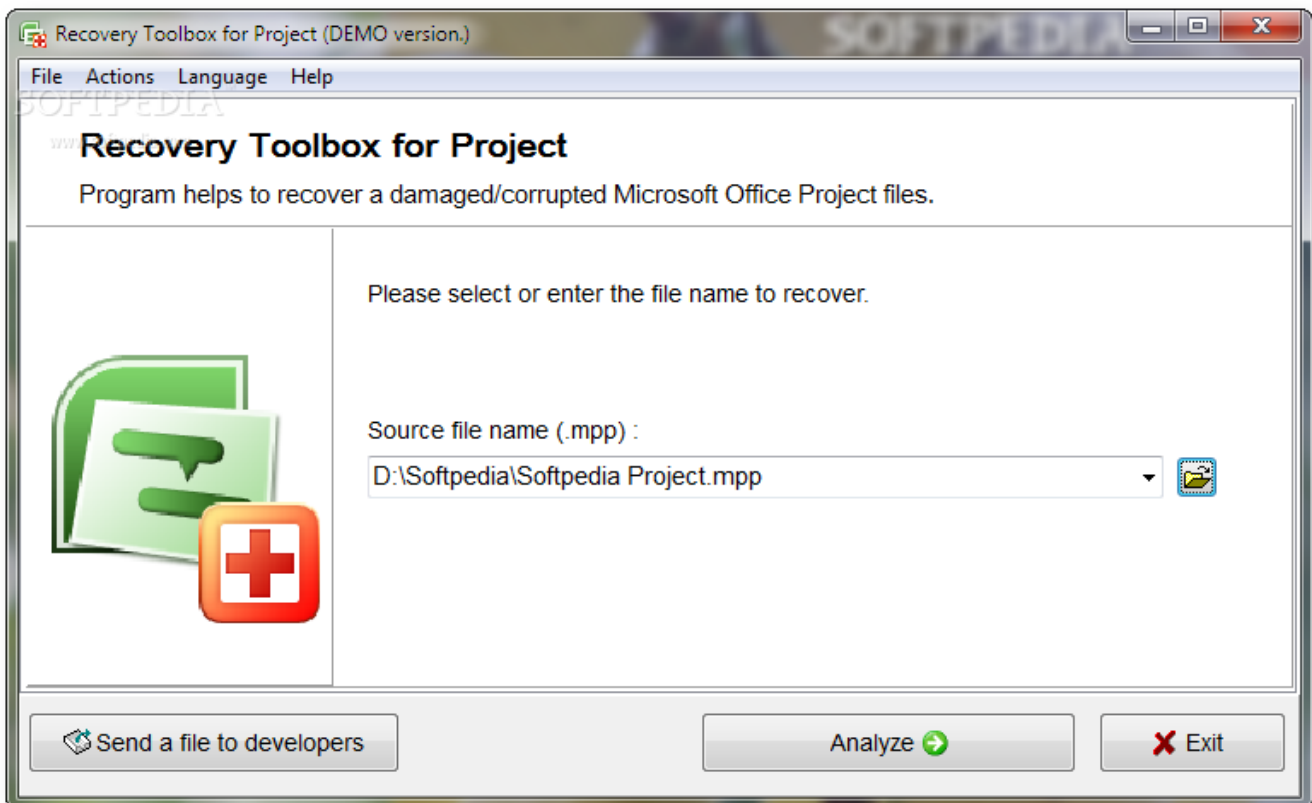 Recovery Toolbox for Project (DEMO version.)
SOFTPEDIA
File Actions Language Help
SOFTPEDIA
Recovery Toolbox for Project
Program helps to recover a damaged/corrupted Microsoft Office Project files.
Please select or enter the file name to recover.
Source file name (.mpp) :
D:\Softpedia\Softpedia Project.mpp
Send a file to developers
Analyze
Exit